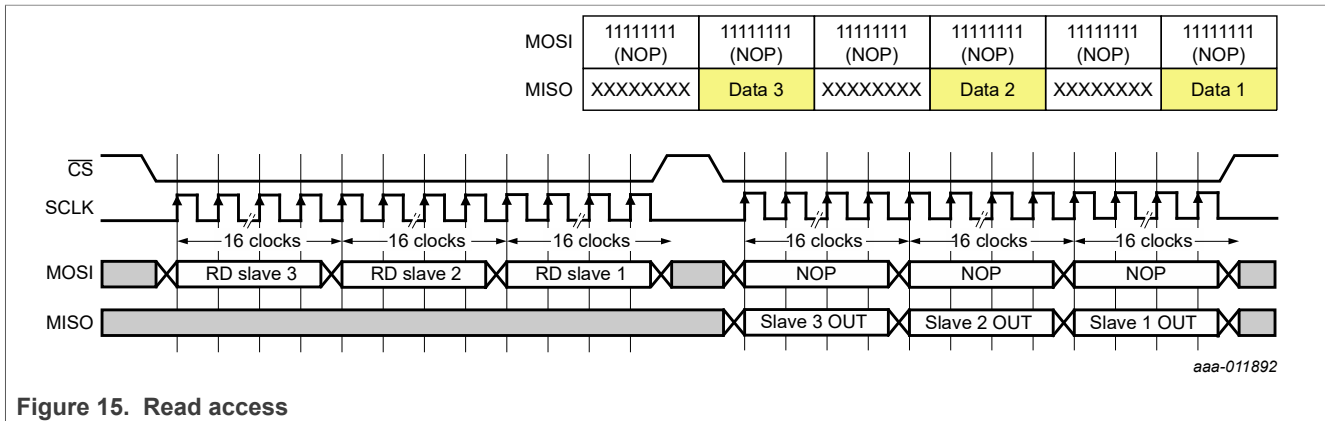 MOSI 11111111 (NOP) 11111111 (NOP) 11111111 (NOP) 11111111 (NOP) 11111111 (NOP) 11111111 (NOP)
MISO XXXXXXXX Data 3 XXXXXXXX Data 2 XXXXXXXX Data 1
CS
SCLK
16 clocks 16 clocks 16 clocks 16 clocks 16 clocks 16 clocks
MOSI RD slave 3 RD slave 2 RD slave 1 NOP NOP NOP
MISO Slave 3 OUT Slave 2 OUT Slave 1 OUT
aaa-011892
Figure 15. Read access